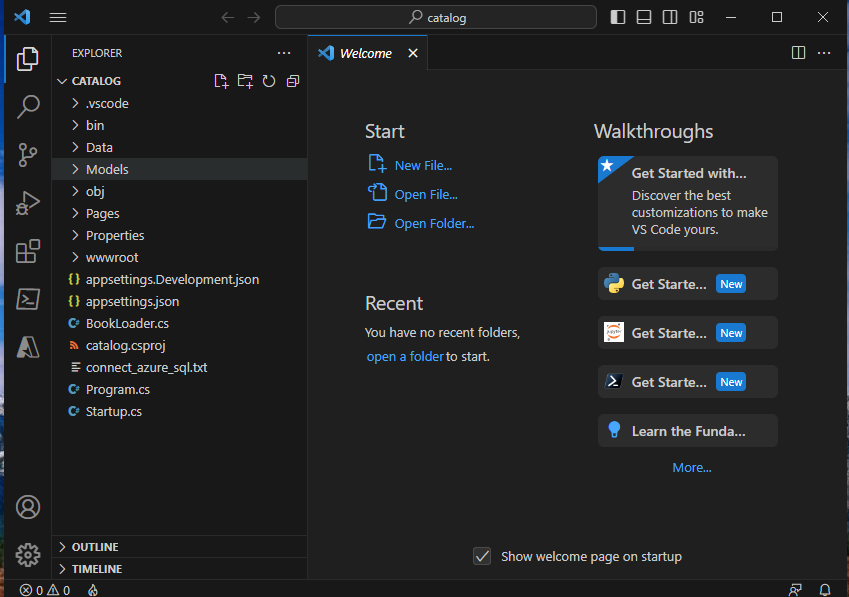 catalog
EXPLORER
Welcome
CATALOG
.vscode
bin
Data
Models
obj
Pages
Properties
wwwroot
appsettings.Development.json
appsettings.json
BookLoader.cs
catalog.csproj
connect_azure_sql.txt
Program.cs
Startup.cs
OUTLINE
TIMELINE
Start
New File...
Open File...
Open Folder...
Recent
You have no recent folders,
open a folder to start.
Walkthroughs
Get Started with...
Discover the best
customizations to make
VS Code yours.
Get Starte... New
Get Starte... New
Get Starte... New
Learn the Funda...
More...
Show welcome page on startup
0 0